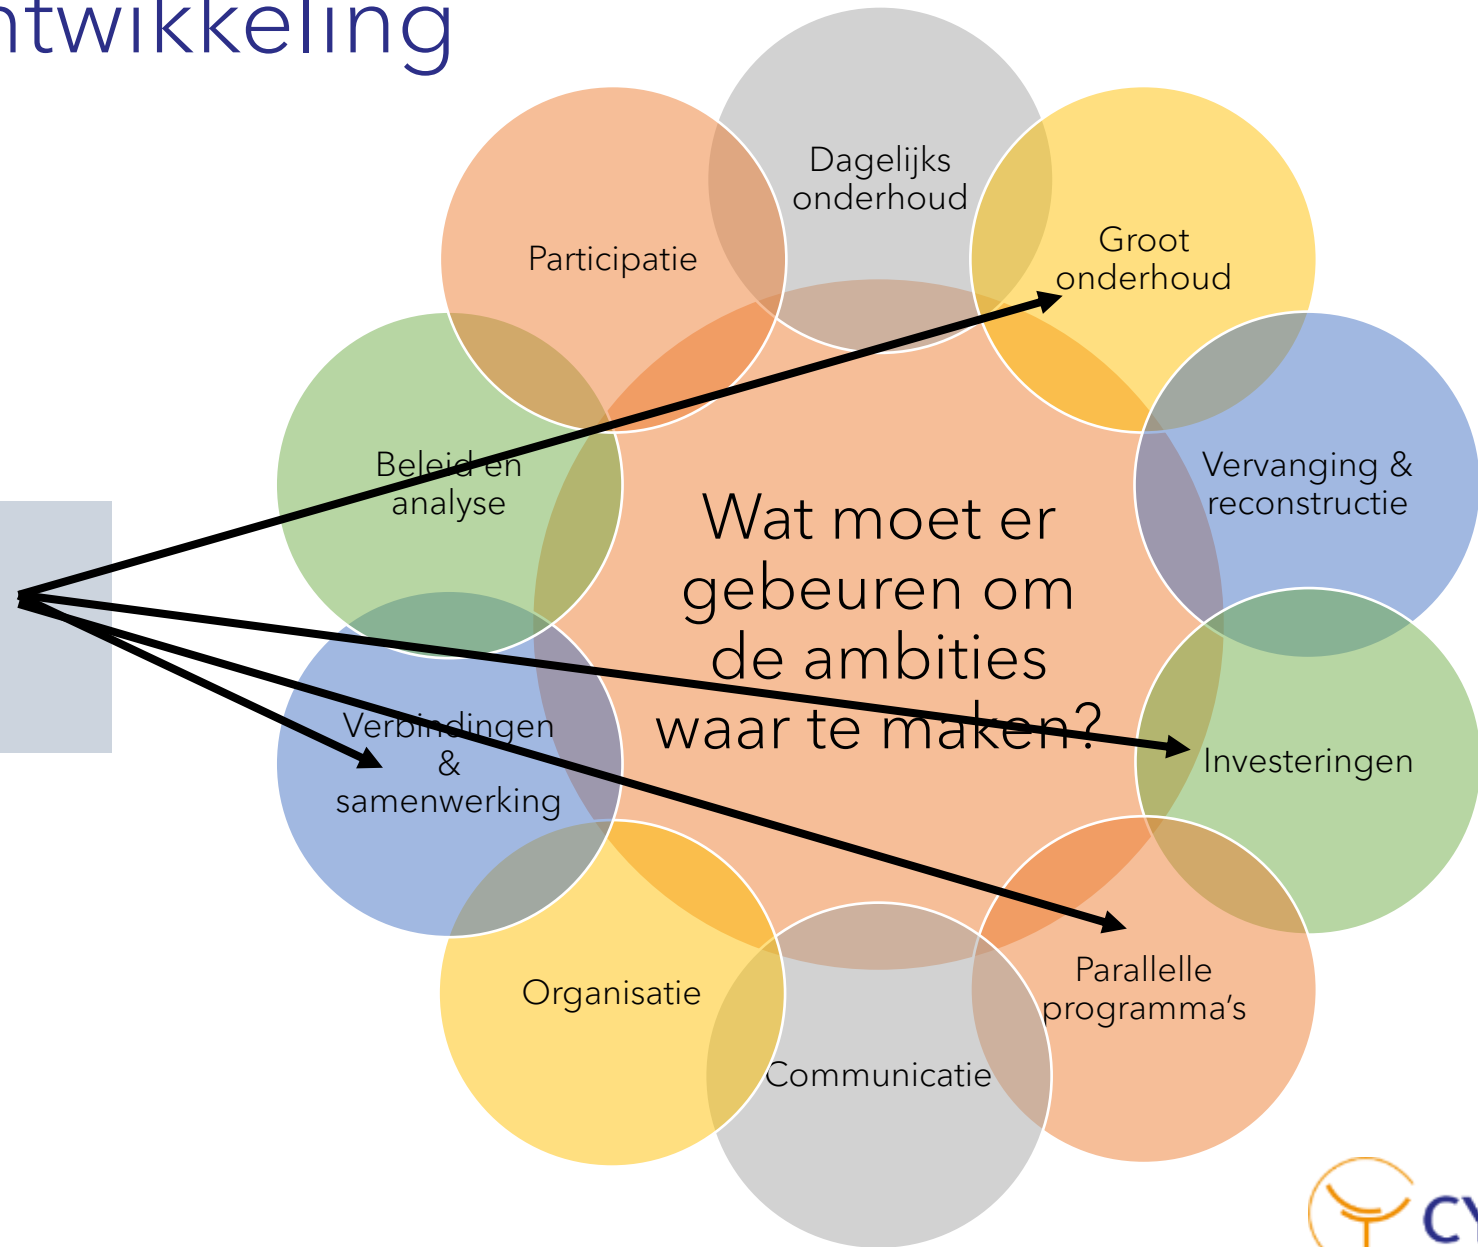 ntwikkeling
Dagelijks
onderhoud
Groot
onderhoud
Participatie
Vervanging &
reconstructie
Beleid en
analyse
Wat moet er
gebeuren om
de ambities
waar te maken?
Verbindingen
&
samenwerking
Investeringen
Organisatie
Parallelle
programma's
Communicatie
CY